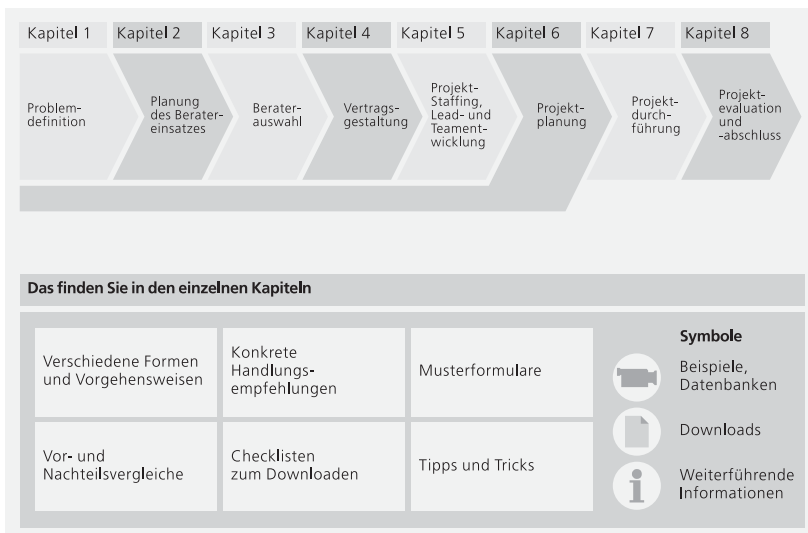 Kapitel 1 Kapitel 2 Kapitel 3 Kapitel 4 Kapitel 5 Kapitel 6 Kapitel 7 Kapitel 8
Problem-
definition
Planung
des Berater-
einsatzes
Berater-
auswahl
Vertrags-
gestaltung
Projekt-
Staffing,
Lead- und
Teament-
wicklung
Projekt-
planung
Projekt-
durch-
führung
Projekt-
evaluation
und
-abschluss
Das finden Sie in den einzelnen Kapiteln
Verschiedene Formen
und Vorgehensweisen
Konkrete
Handlungs-
empfehlungen
Musterformulare
Vor- und
Nachteilsvergleiche
Checklisten
zum Downloaden
Tipps und Tricks
Symbole
Beispiele,
Datenbanken
Downloads
Weiterführende
Informationen